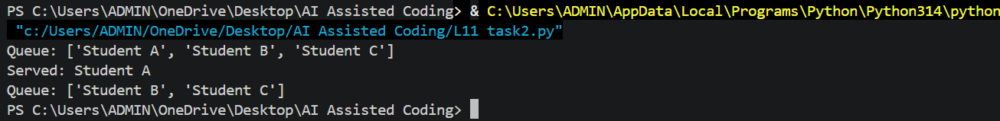 PS C:\Users\ADMIN\OneDrive\Desktop\AI Assisted Coding> & C:\Users\ADMIN\AppData\Local\Programs\Python\Python314\python
"c:/Users/ADMIN/OneDrive/Desktop/AI Assisted Coding/L11 task2.py"
Queue: ['Student A', 'Student B', 'Student C']
Served: Student A
Queue: ['Student B', 'Student C']
PS C:\Users\ADMIN\OneDrive\Desktop\AI Assisted Coding>